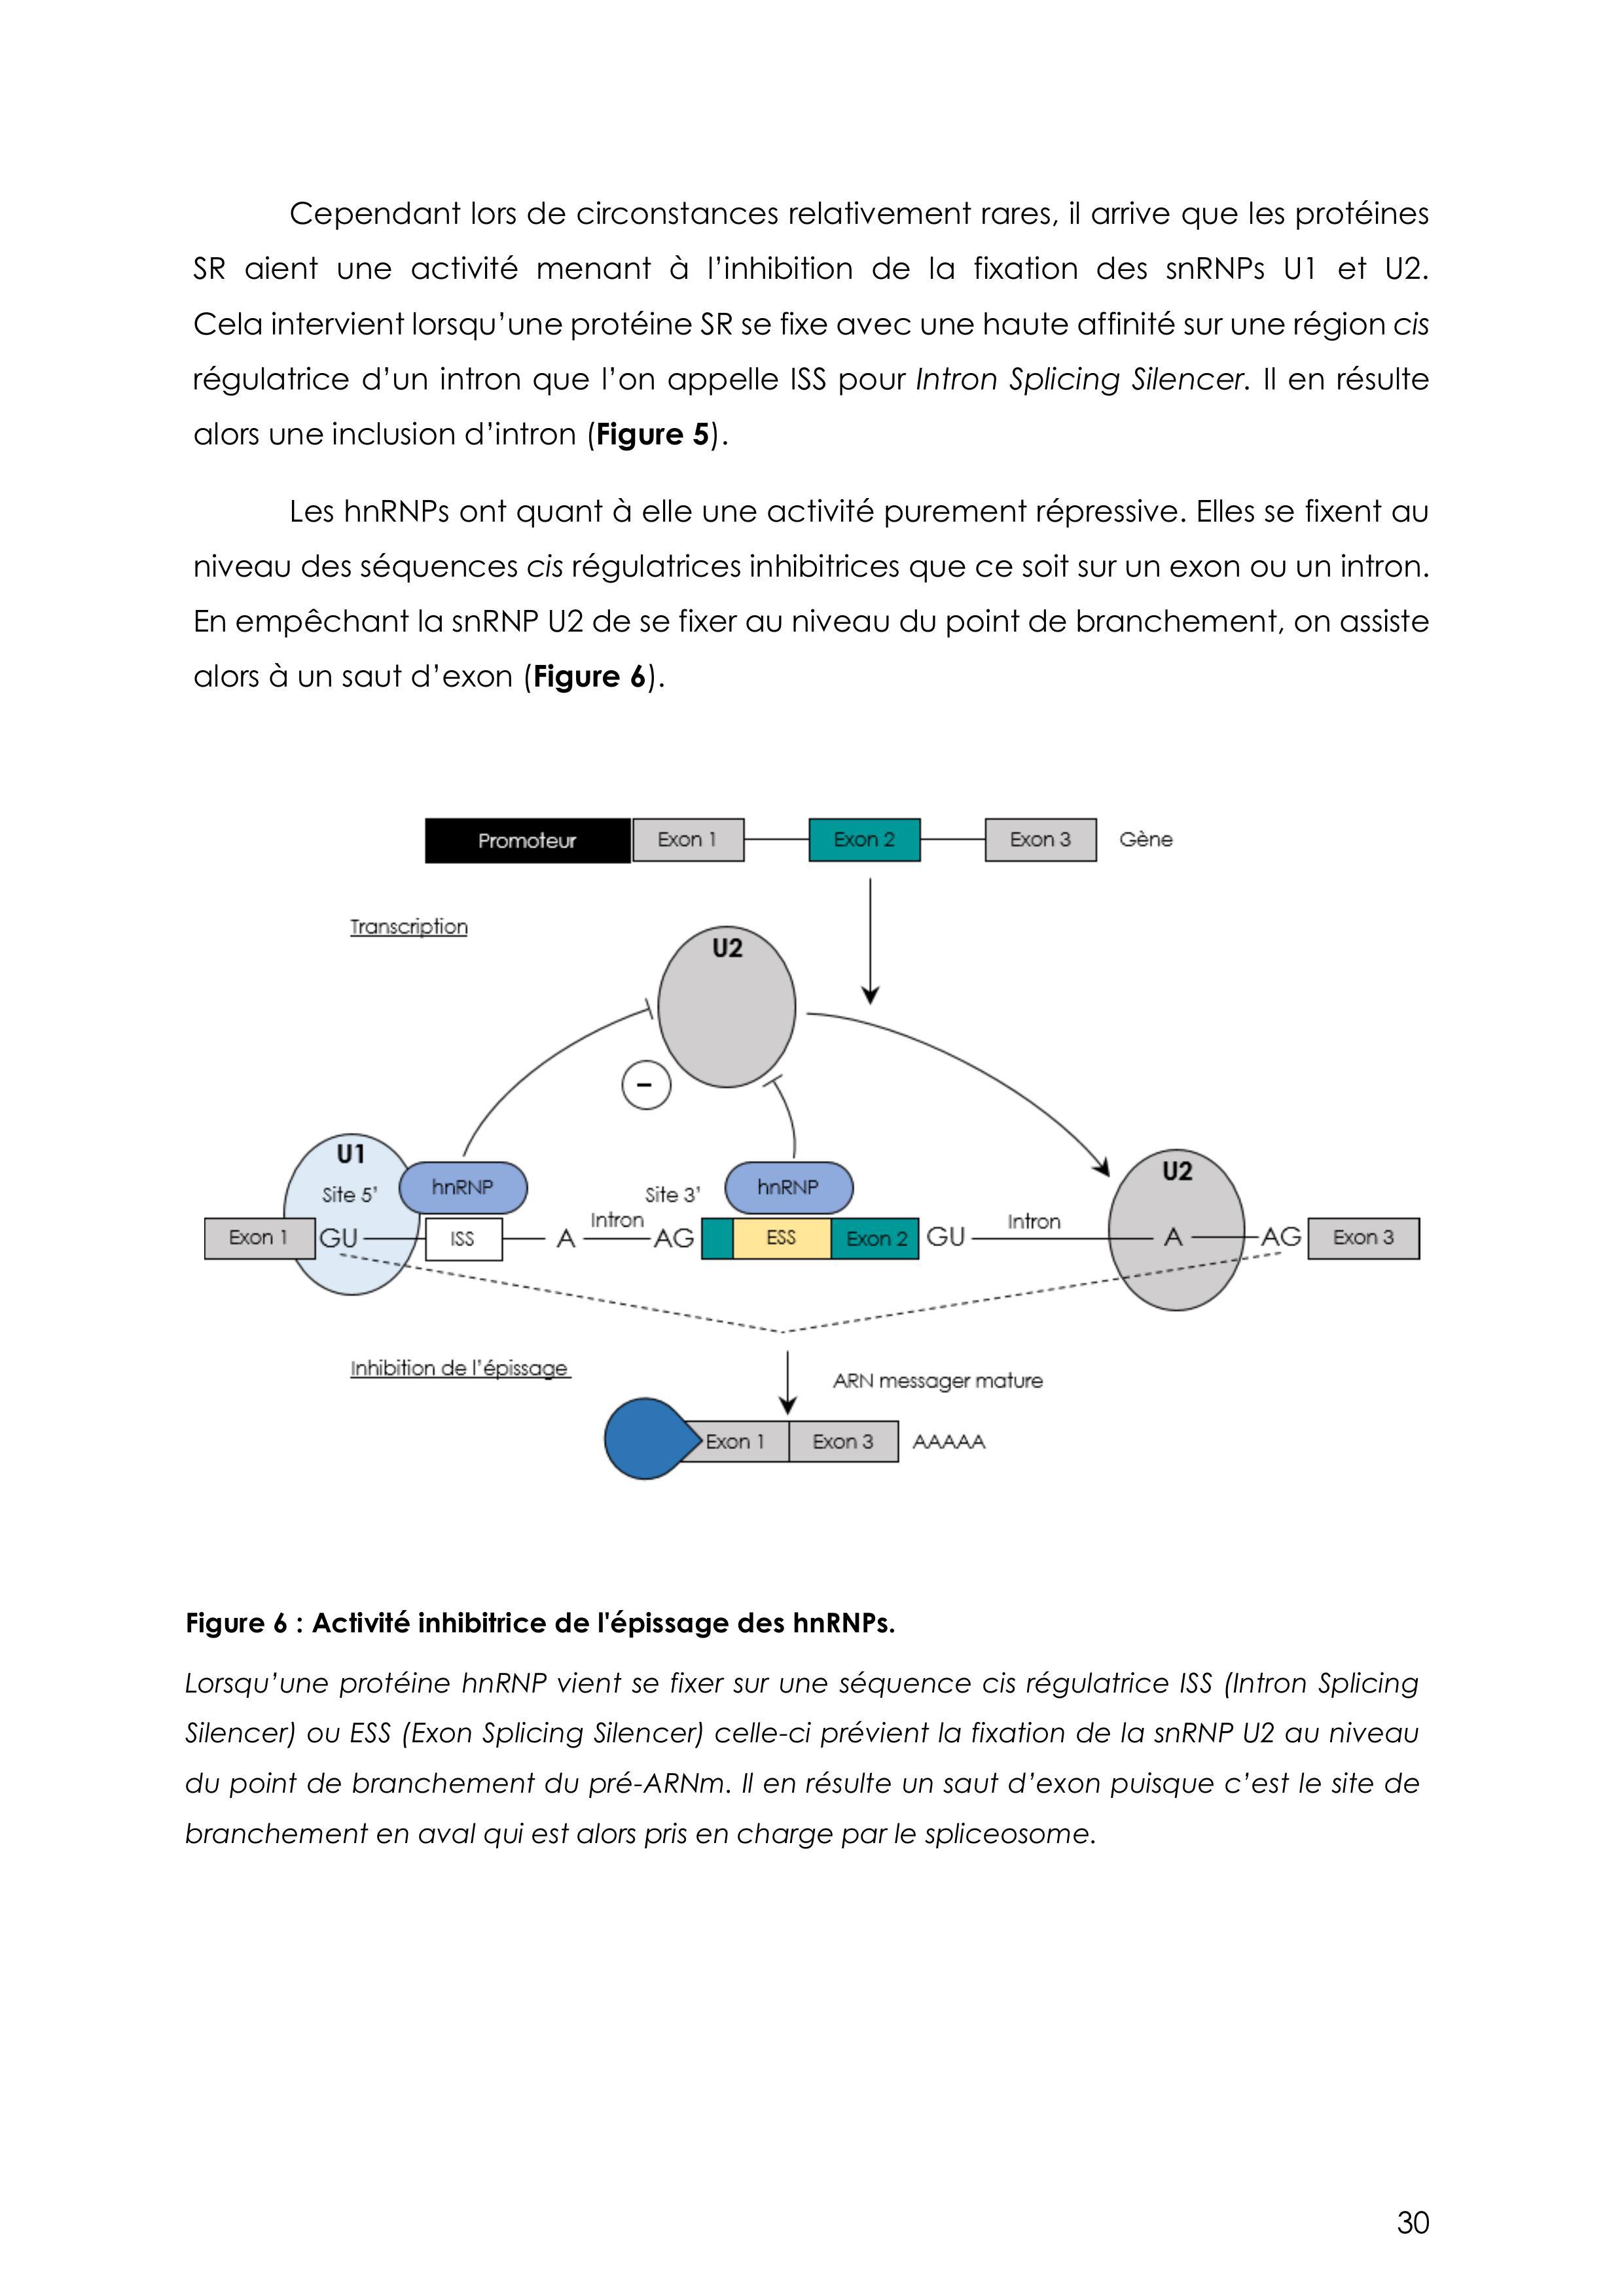 Cependant lors de circonstances relativement rares, il arrive que les protéines
SR aient une activité menant à l’inhibition de la fixation des snRNPs U1 et U2.
Cela intervient lorsqu’une protéine SR se fixe avec une haute affinité sur une région cis
régulatrice d’un intron que l’on appelle ISS pour Intron Splicing Silencer. Il en résulte
alors une inclusion d’intron (Figure 5).
Les hnRNPs ont quant à elle une activité purement répressive. Elles se fixent au
niveau des séquences cis régulatrices inhibitrices que ce soit sur un exon ou un intron.
En empêchant la snRNP U2 de se fixer au niveau du point de branchement, on assiste
alors à un saut d’exon (Figure 6).
Promoteur Exon 1 Exon 2 Exon 3 Gène
Transcription
U2
–
U1
U2
Site 5’ hnRNP Site 3’ hnRNP
Intron Intron
Exon 1 GU ISS A AG ESS Exon 2 GU A AG Exon 3
Inhibition de l’épissage
ARN messager mature
Exon 1 Exon 3 AAAAA
Figure 6 : Activité inhibitrice de l'épissage des hnRNPs.
Lorsqu’une protéine hnRNP vient se fixer sur une séquence cis régulatrice ISS (Intron Splicing
Silencer) ou ESS (Exon Splicing Silencer) celle-ci prévient la fixation de la snRNP U2 au niveau
du point de branchement du pré-ARNm. Il en résulte un saut d’exon puisque c’est le site de
branchement en aval qui est alors pris en charge par le spliceosome.
30